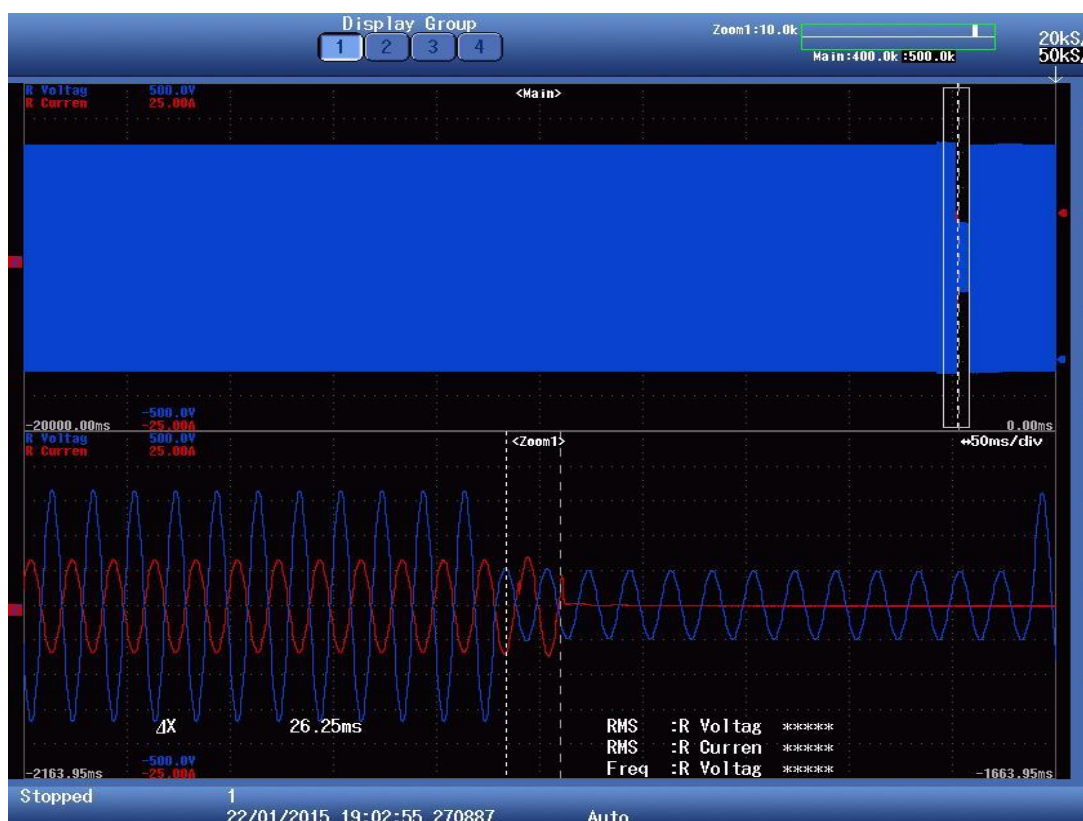 Display Group
1 2 3 4
Zoom1:10.0k
Main:400.0k :500.0k
20kS/
50kS/
R Voltag 500.0V
R Curren 25.00A
<Main>
-500.0V
-20000.00ms -25.00A 0.00ms
R Voltag 500.0V
R Curren 25.00A
<Zoom1>
↔50ms/div
ΔX 26.25ms
RMS :R Voltag *****
RMS :R Curren *****
Freq :R Voltag *****
-500.0V
-2163.95ms -25.00A -1663.95ms
Stopped 1
22/01/2015 19:02:55 270887 Auto